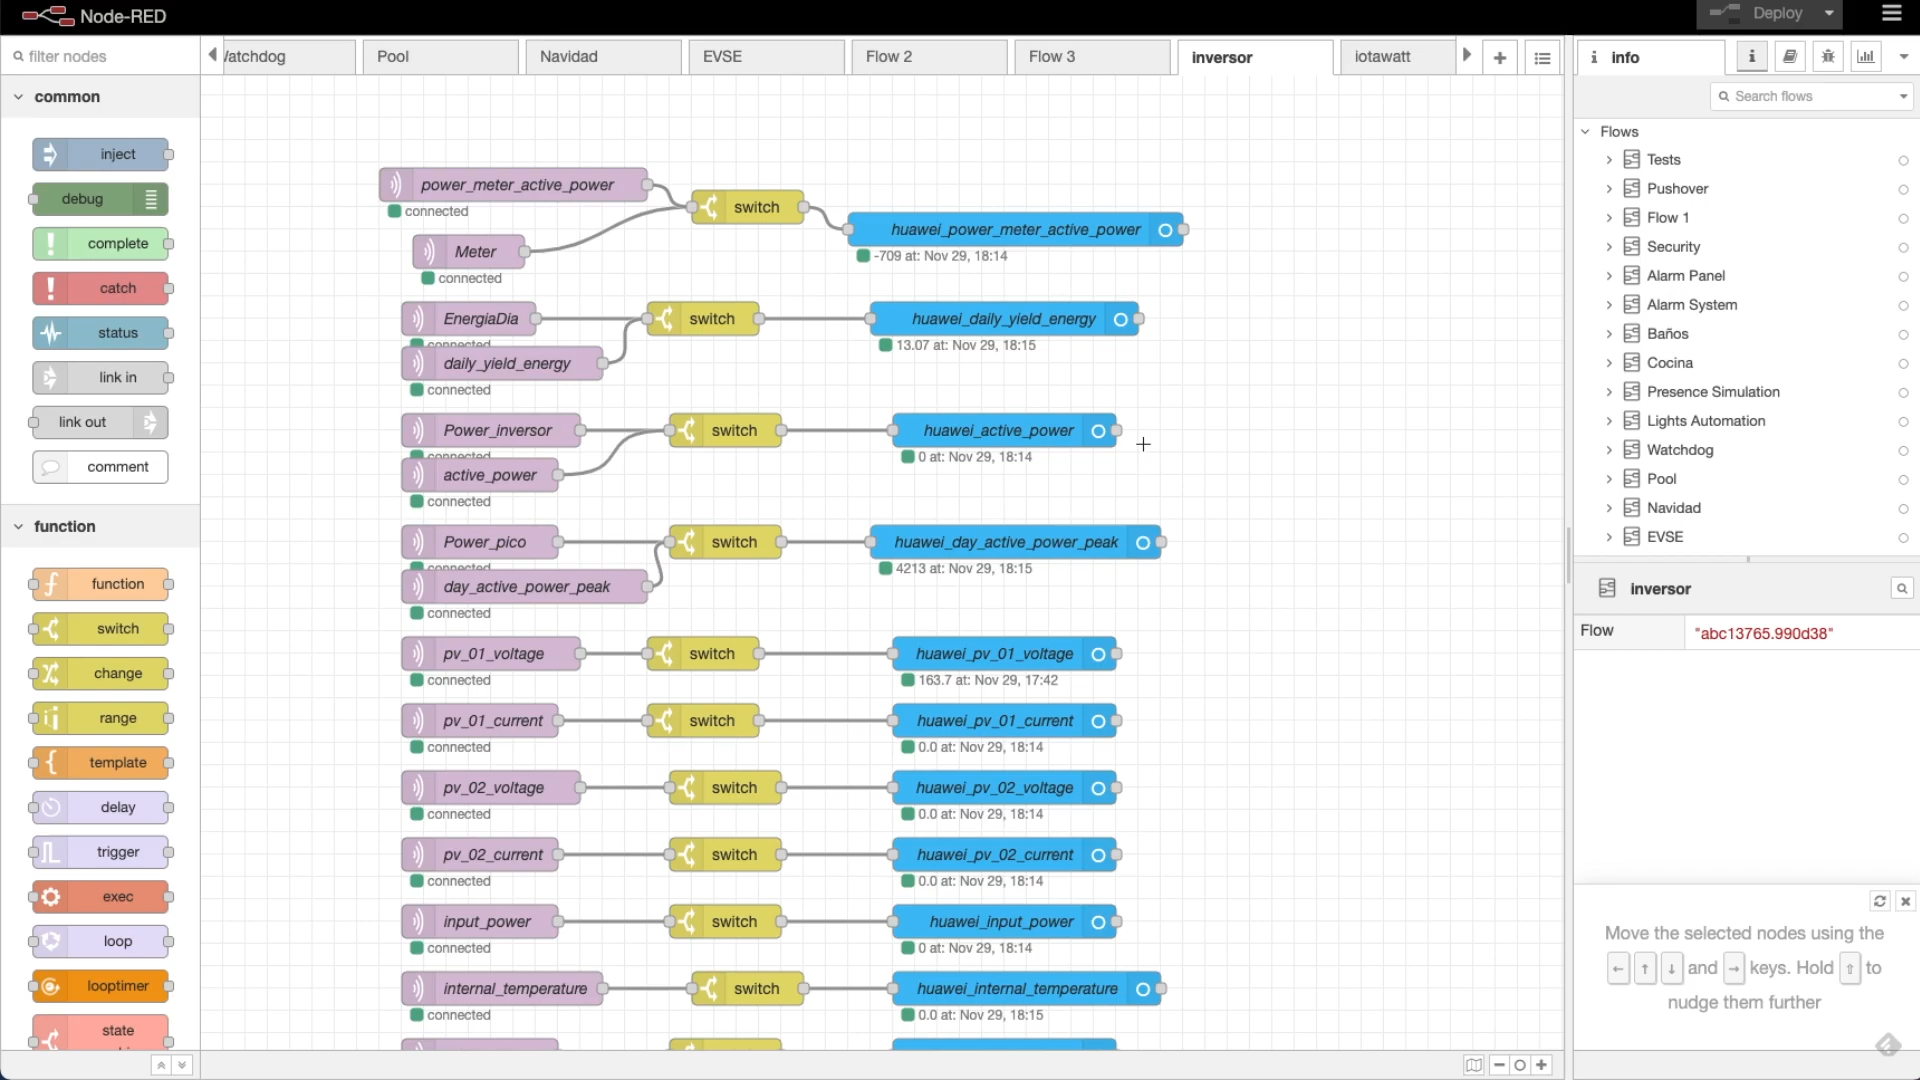 Node-RED
Deploy
filter nodes
Watchdog
Pool
Navidad
EVSE
Flow 2
Flow 3
inversor
iotawatt
info
common
inject
debug
complete
catch
status
link in
link out
comment
function
function
switch
change
range
template
delay
trigger
exec
loop
looptimer
state
power_meter_active_power
connected
switch
huawei_power_meter_active_power
-709 at: Nov 29, 18:14
Meter
connected
EnergiaDia
connected
switch
huawei_daily_yield_energy
13.07 at: Nov 29, 18:15
daily_yield_energy
connected
Power_inversor
connected
switch
huawei_active_power
0 at: Nov 29, 18:14
active_power
connected
Power_pico
connected
switch
huawei_day_active_power_peak
4213 at: Nov 29, 18:15
day_active_power_peak
connected
pv_01_voltage
connected
switch
huawei_pv_01_voltage
163.7 at: Nov 29, 17:42
pv_01_current
connected
switch
huawei_pv_01_current
0.0 at: Nov 29, 18:14
pv_02_voltage
connected
switch
huawei_pv_02_voltage
0.0 at: Nov 29, 18:14
pv_02_current
connected
switch
huawei_pv_02_current
0.0 at: Nov 29, 18:14
input_power
connected
switch
huawei_input_power
0 at: Nov 29, 18:14
internal_temperature
connected
switch
huawei_internal_temperature
0.0 at: Nov 29, 18:15
Search flows
Flows
Tests
Pushover
Flow 1
Security
Alarm Panel
Alarm System
Baños
Cocina
Presence Simulation
Lights Automation
Watchdog
Pool
Navidad
EVSE
inversor
Flow
"abc13765.990d38"
Move the selected nodes using the
← ↑ ↓ and → keys. Hold ⇧ to
nudge them further